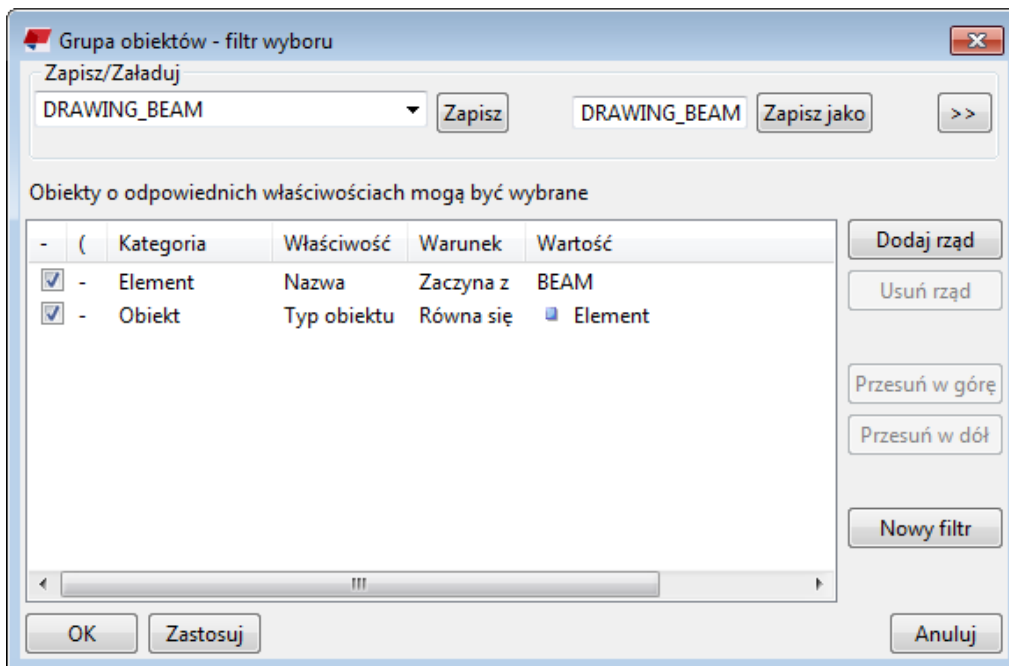 Grupa obiektów - filtr wyboru
Zapisz/Załaduj
DRAWING_BEAM Zapisz DRAWING_BEAM Zapisz jako >>
Obiekty o odpowiednich właściwościach mogą być wybrane
- ( Kategoria Właściwość Warunek Wartość
- Element Nazwa Zaczyna z BEAM
- Obiekt Typ obiektu Równa się Element
Dodaj rząd
Usuń rząd
Przesuń w górę
Przesuń w dół
Nowy filtr
OK Zastosuj Anuluj